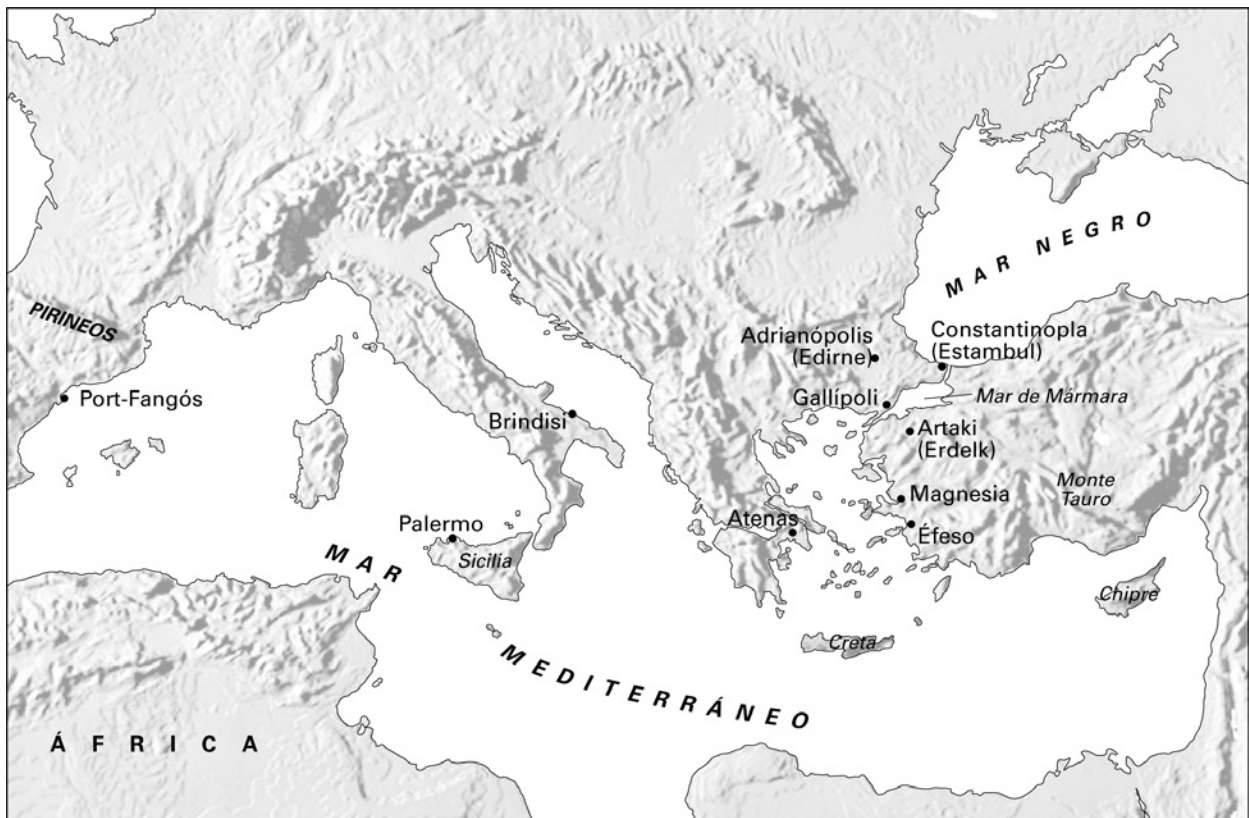 MAR NEGRO
PIRINEOS
Adrianópolis
(Edirne)
Constantinopla
(Estambul)
Port-Fangós
Gallípoli
Mar de Mármara
Brindisi
Artaki
(Erdelk)
Magnesia
Monte
Tauro
Palermo
Atenas
Éfeso
Sicilia
MAR
Chipre
Creta
MEDITERRÁNEO
ÁFRICA